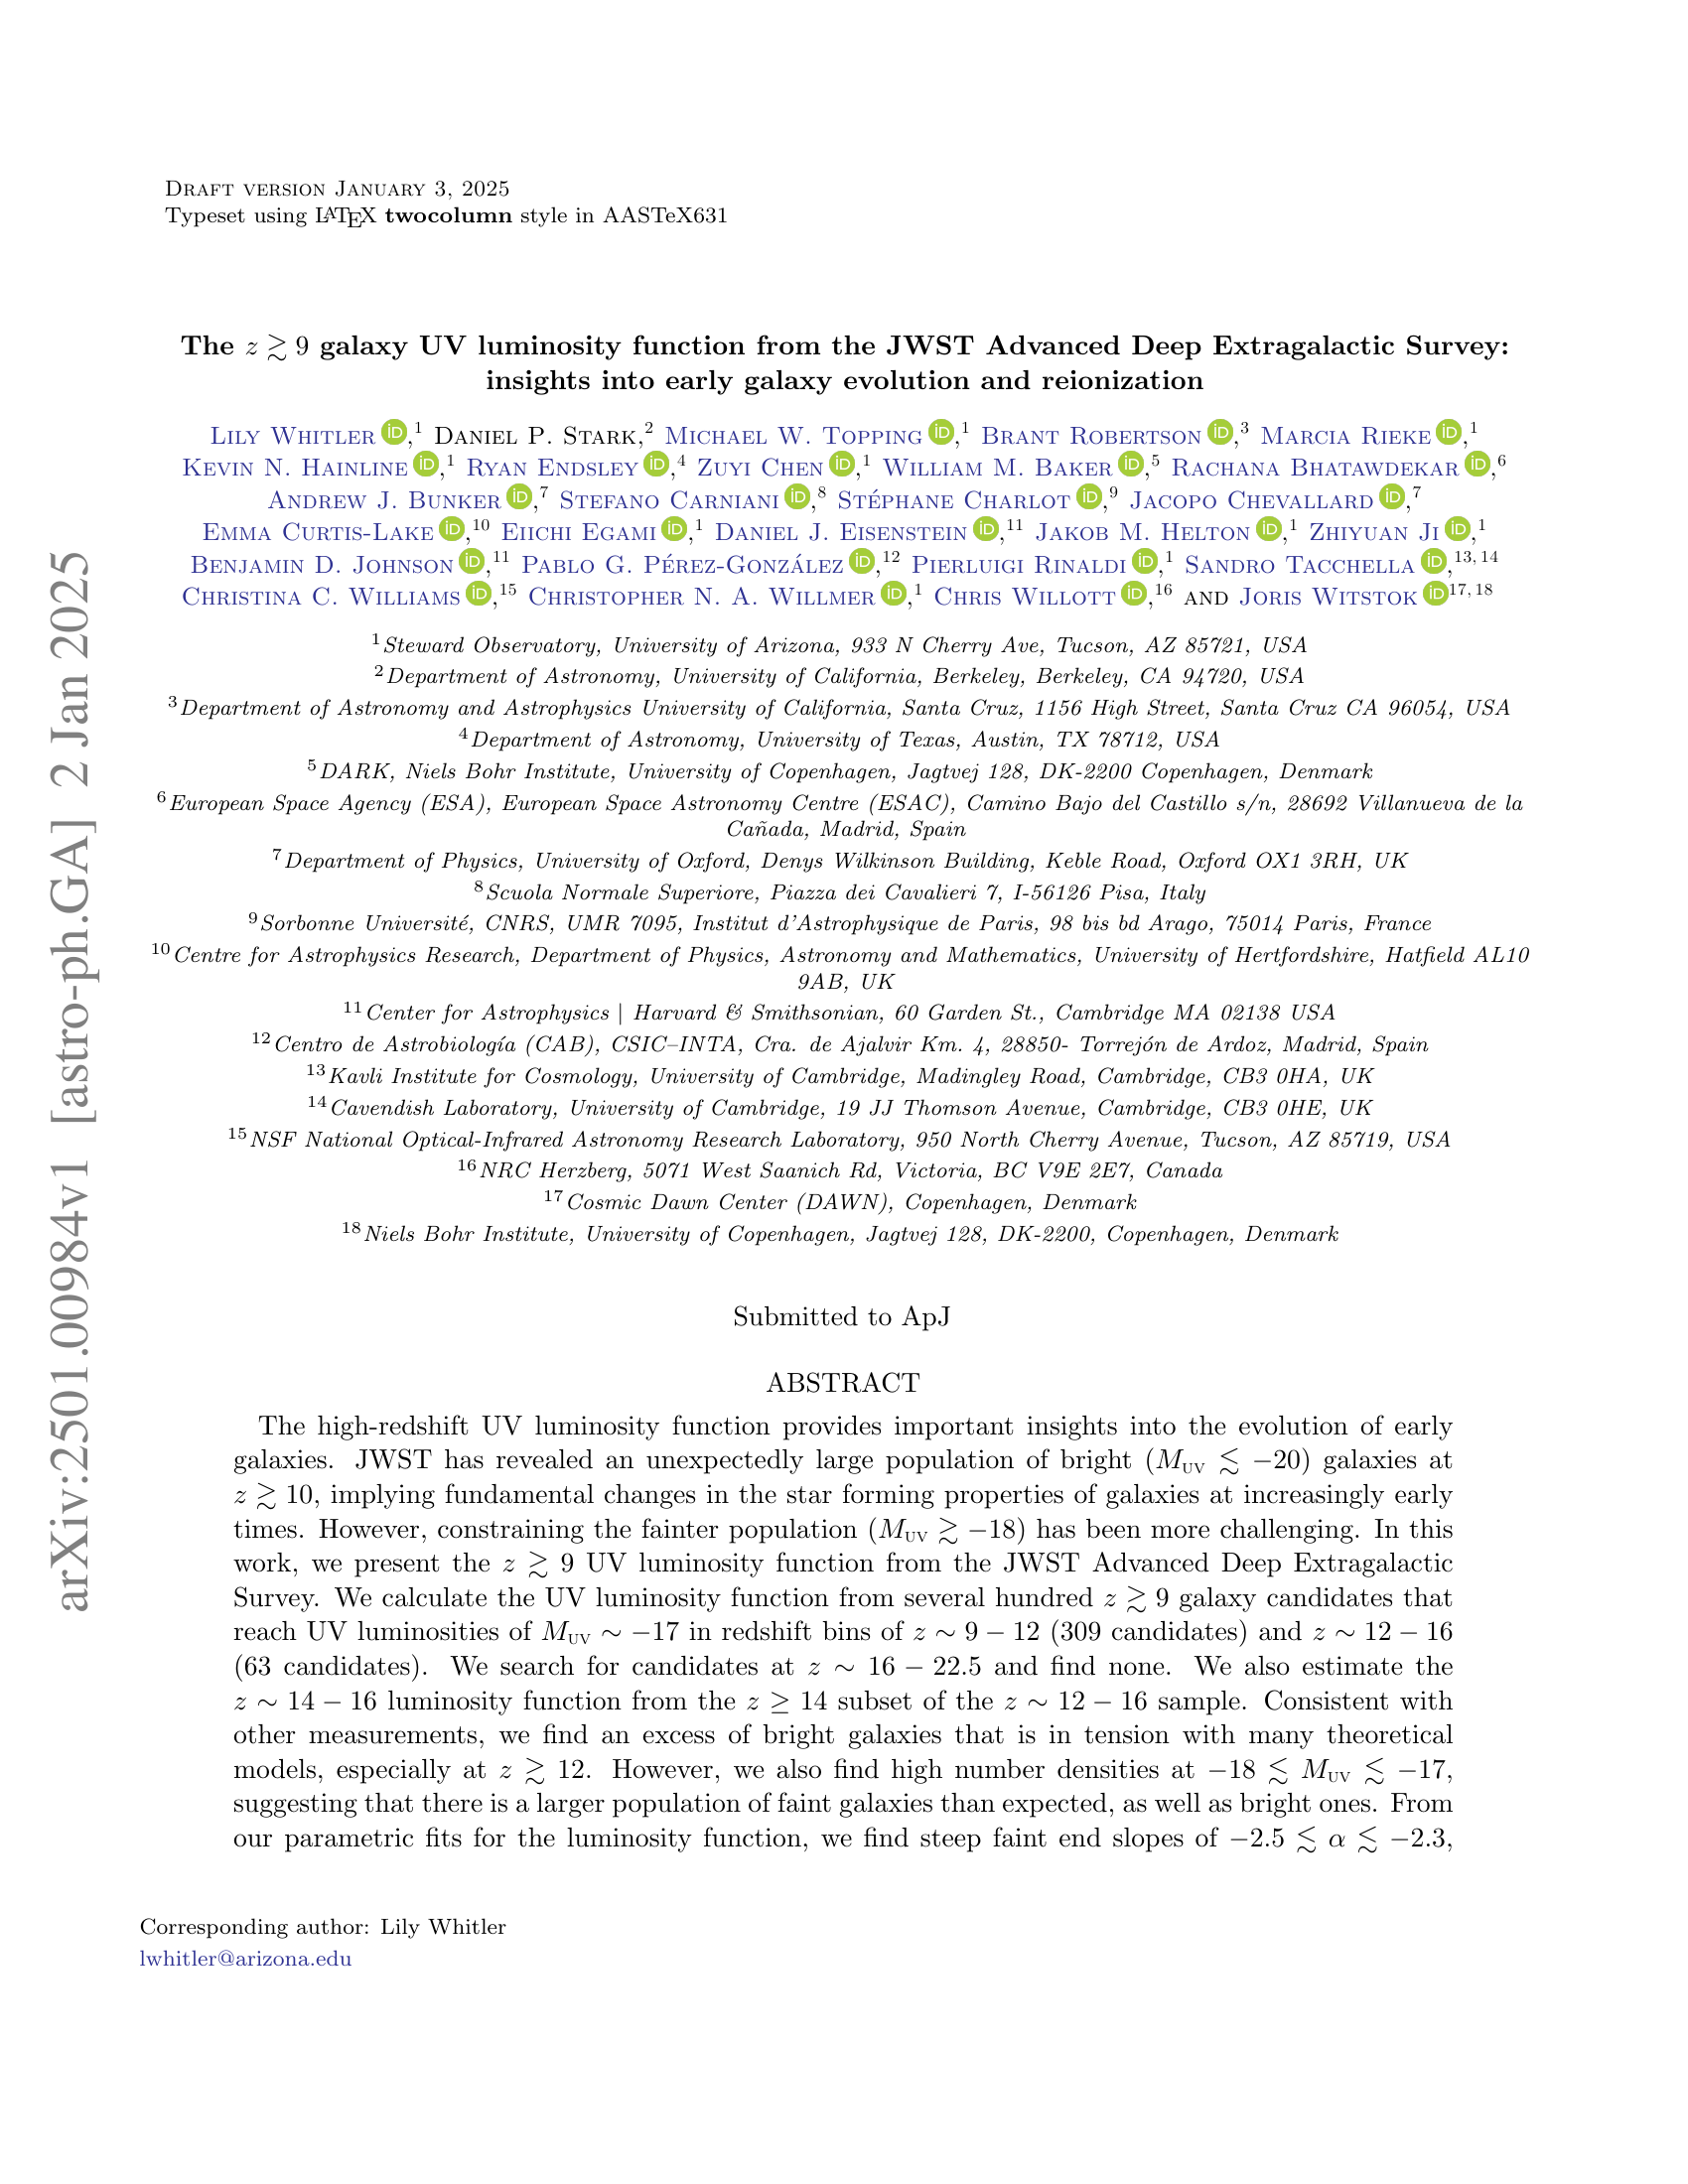 DRAFT VERSION JANUARY 3, 2025
Typeset using LATEX twocolumn style in AASTeX631
The z ≳ 9 galaxy UV luminosity function from the JWST Advanced Deep Extragalactic Survey:
insights into early galaxy evolution and reionization
LILY WHITLER iD,1 DANIEL P. STARK,2 MICHAEL W. TOPPING iD,1 BRANT ROBERTSON iD,3 MARCIA RIEKE iD,1
KEVIN N. HAINLINE iD,1 RYAN ENDSLEY iD,4 ZUYI CHEN iD,1 WILLIAM M. BAKER iD,5 RACHANA BHATAWDEKAR iD,6
ANDREW J. BUNKER iD,7 STEFANO CARNIANI iD,8 STÉPHANE CHARLOT iD,9 JACOPO CHEVALLARD iD,7
EMMA CURTIS-LAKE iD,10 EIICHI EGAMI iD,1 DANIEL J. EISENSTEIN iD,11 JAKOB M. HELTON iD,1 ZHIYUAN JI iD,1
BENJAMIN D. JOHNSON iD,11 PABLO G. PÉREZ-GONZÁLEZ iD,12 PIERLUIGI RINALDI iD,1 SANDRO TACCHELLA iD,13, 14
CHRISTINA C. WILLIAMS iD,15 CHRISTOPHER N. A. WILLMER iD,1 CHRIS WILLOTT iD,16 AND JORIS WITSTOK iD17, 18
1 Steward Observatory, University of Arizona, 933 N Cherry Ave, Tucson, AZ 85721, USA
2 Department of Astronomy, University of California, Berkeley, Berkeley, CA 94720, USA
3 Department of Astronomy and Astrophysics University of California, Santa Cruz, 1156 High Street, Santa Cruz CA 96054, USA
4 Department of Astronomy, University of Texas, Austin, TX 78712, USA
5 DARK, Niels Bohr Institute, University of Copenhagen, Jagtvej 128, DK-2200 Copenhagen, Denmark
6 European Space Agency (ESA), European Space Astronomy Centre (ESAC), Camino Bajo del Castillo s/n, 28692 Villanueva de la
Cañada, Madrid, Spain
7 Department of Physics, University of Oxford, Denys Wilkinson Building, Keble Road, Oxford OX1 3RH, UK
8 Scuola Normale Superiore, Piazza dei Cavalieri 7, I-56126 Pisa, Italy
9 Sorbonne Université, CNRS, UMR 7095, Institut d'Astrophysique de Paris, 98 bis bd Arago, 75014 Paris, France
10 Centre for Astrophysics Research, Department of Physics, Astronomy and Mathematics, University of Hertfordshire, Hatfield AL10
9AB, UK
11 Center for Astrophysics | Harvard & Smithsonian, 60 Garden St., Cambridge MA 02138 USA
12 Centro de Astrobiología (CAB), CSIC–INTA, Cra. de Ajalvir Km. 4, 28850- Torrejón de Ardoz, Madrid, Spain
13 Kavli Institute for Cosmology, University of Cambridge, Madingley Road, Cambridge, CB3 0HA, UK
14 Cavendish Laboratory, University of Cambridge, 19 JJ Thomson Avenue, Cambridge, CB3 0HE, UK
15 NSF National Optical-Infrared Astronomy Research Laboratory, 950 North Cherry Avenue, Tucson, AZ 85719, USA
16 NRC Herzberg, 5071 West Saanich Rd, Victoria, BC V9E 2E7, Canada
17 Cosmic Dawn Center (DAWN), Copenhagen, Denmark
18 Niels Bohr Institute, University of Copenhagen, Jagtvej 128, DK-2200, Copenhagen, Denmark
Submitted to ApJ
ABSTRACT
The high-redshift UV luminosity function provides important insights into the evolution of early
galaxies. JWST has revealed an unexpectedly large population of bright (MUV ≲ −20) galaxies at
z ≳ 10, implying fundamental changes in the star forming properties of galaxies at increasingly early
times. However, constraining the fainter population (MUV ≳ −18) has been more challenging. In this
work, we present the z ≳ 9 UV luminosity function from the JWST Advanced Deep Extragalactic
Survey. We calculate the UV luminosity function from several hundred z ≳ 9 galaxy candidates that
reach UV luminosities of MUV ∼ −17 in redshift bins of z ∼ 9 − 12 (309 candidates) and z ∼ 12 − 16
(63 candidates). We search for candidates at z ∼ 16 − 22.5 and find none. We also estimate the
z ∼ 14 − 16 luminosity function from the z ≥ 14 subset of the z ∼ 12 − 16 sample. Consistent with
other measurements, we find an excess of bright galaxies that is in tension with many theoretical
models, especially at z ≳ 12. However, we also find high number densities at −18 ≲ MUV ≲ −17,
suggesting that there is a larger population of faint galaxies than expected, as well as bright ones. From
our parametric fits for the luminosity function, we find steep faint end slopes of −2.5 ≲ α ≲ −2.3,
Corresponding author: Lily Whitler
lwhitler@arizona.edu
arXiv:2501.00984v1 [astro-ph.GA] 2 Jan 2025